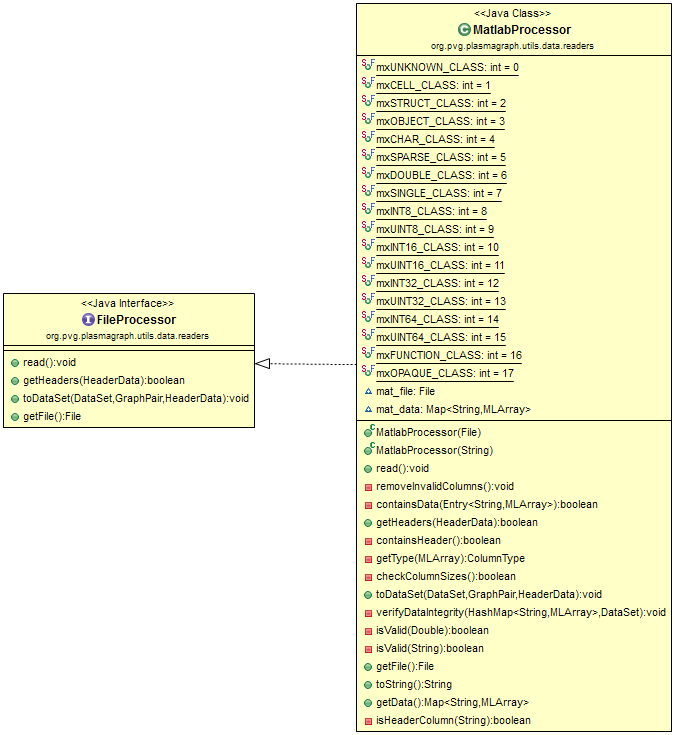 <<Java Interface>>
I FileProcessor
org.pvg.plasmagraph.utils.data.readers
read():void
getHeaders(HeaderData):boolean
toDataSet(DataSet,GraphPair,HeaderData):void
getFile():File
<<Java Class>>
C MatlabProcessor
org.pvg.plasmagraph.utils.data.readers
S F mxUNKNOWN_CLASS: int = 0
S F mxCELL_CLASS: int = 1
S F mxSTRUCT_CLASS: int = 2
S F mxOBJECT_CLASS: int = 3
S F mxCHAR_CLASS: int = 4
S F mxSPARSE_CLASS: int = 5
S F mxDOUBLE_CLASS: int = 6
S F mxSINGLE_CLASS: int = 7
S F mxINT8_CLASS: int = 8
S F mxUINT8_CLASS: int = 9
S F mxINT16_CLASS: int = 10
S F mxUINT16_CLASS: int = 11
S F mxINT32_CLASS: int = 12
S F mxUINT32_CLASS: int = 13
S F mxINT64_CLASS: int = 14
S F mxUINT64_CLASS: int = 15
S F mxFUNCTION_CLASS: int = 16
S F mxOPAQUE_CLASS: int = 17
mat_file: File
mat_data: Map<String,MLArray>
C MatlabProcessor(File)
C MatlabProcessor(String)
read():void
removeInvalidColumns():void
containsData(Entry<String,MLArray>):boolean
getHeaders(HeaderData):boolean
containsHeader():boolean
getType(MLArray):ColumnType
checkColumnSizes():boolean
toDataSet(DataSet,GraphPair,HeaderData):void
verifyDataIntegrity(HashMap<String,MLArray>,DataSet):void
isValid(Double):boolean
isValid(String):boolean
getFile():File
toString():String
getData():Map<String,MLArray>
isHeaderColumn(String):boolean